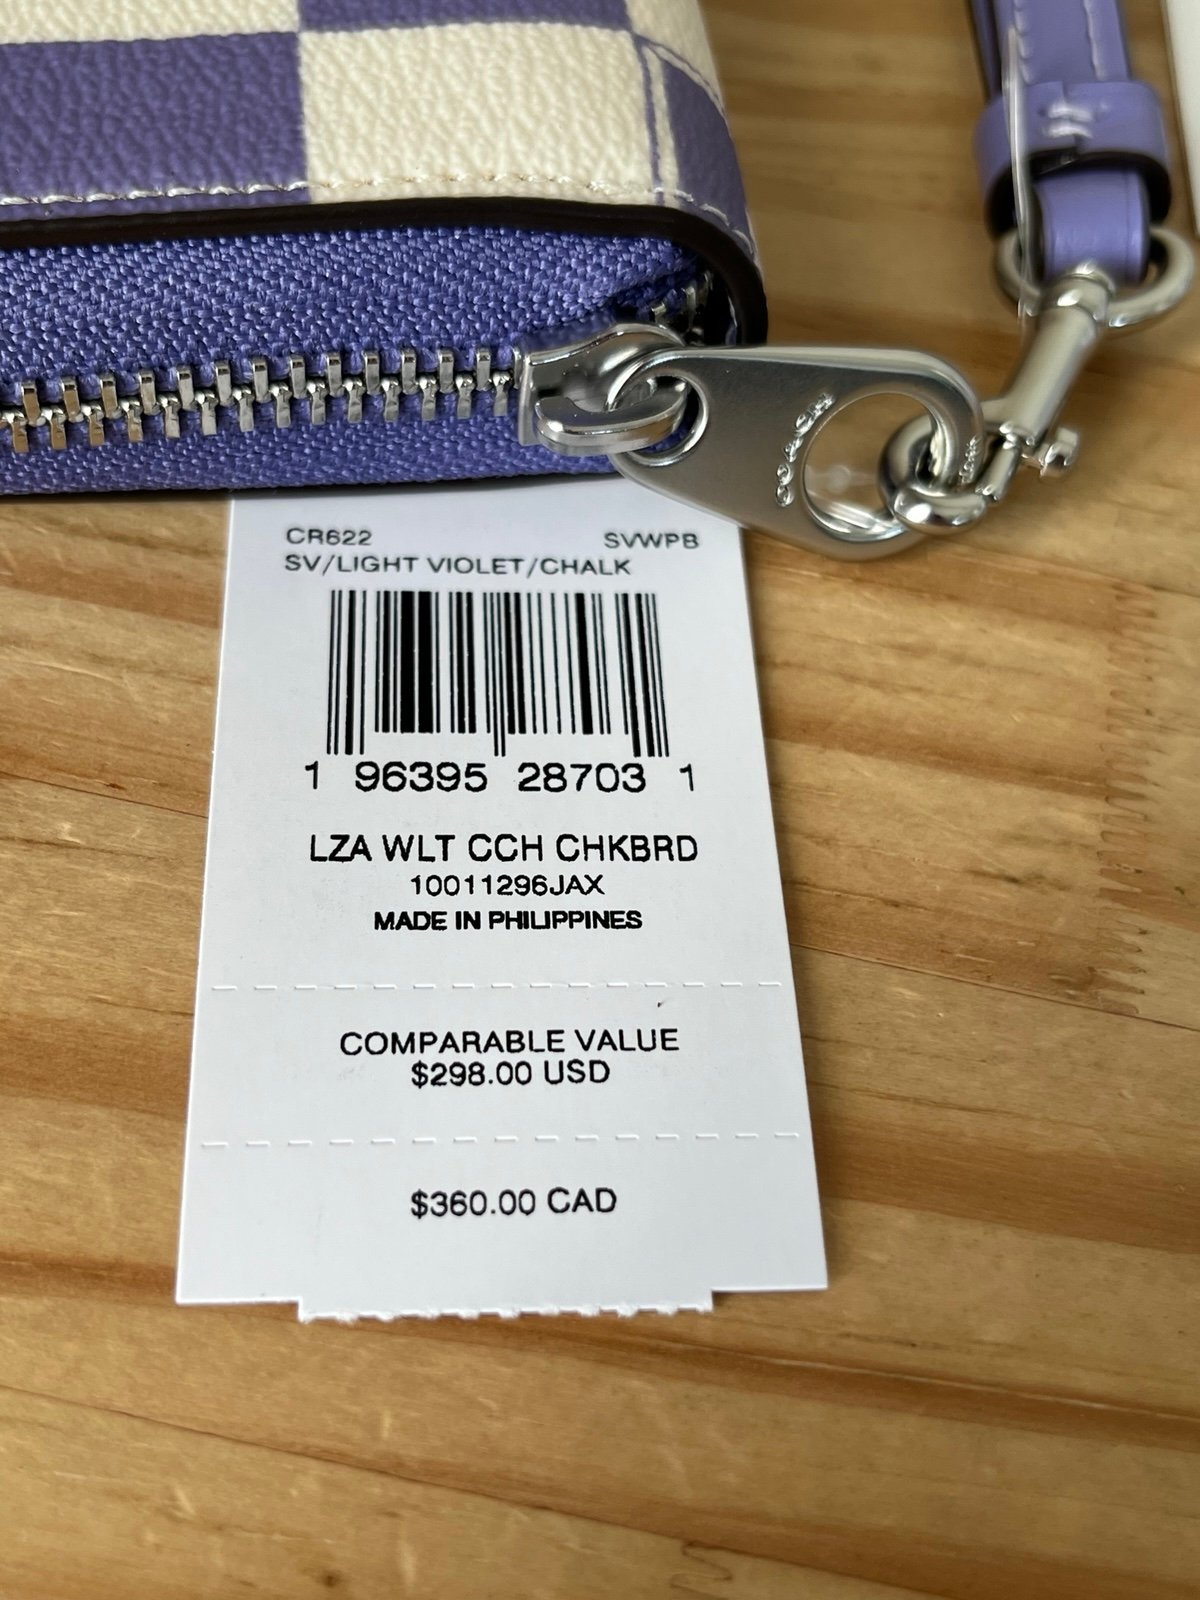 COACH
CR622 SVWPB
SV/LIGHT VIOLET/CHALK
1 96395 28703 1
LZA WLT CCH CHKBRD
10011296JAX
MADE IN PHILIPPINES
COMPARABLE VALUE
$298.00 USD
$360.00 CAD